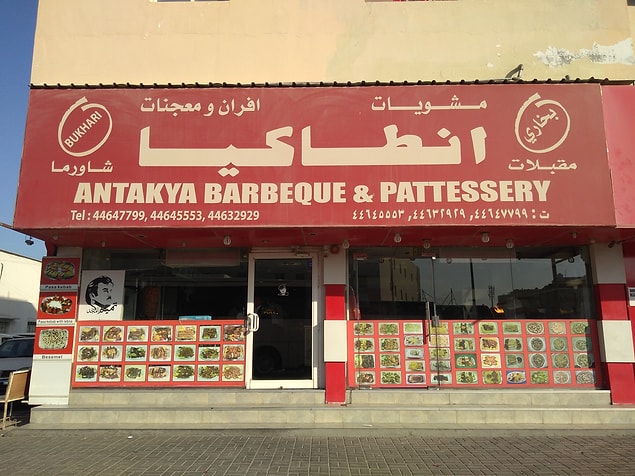 افران و معجنات
مشويات
BUKHARI
بخاري
انطاكيا
شاورما
مقبلات
ANTAKYA BARBEQUE & PATTESSERY
Tel : 44647799, 44645553, 44632929
ت : ٤٤٦٤٧٧٩٩, ٤٤٦٣٢٩٢٩, ٤٤٦٤٥٥٥٣